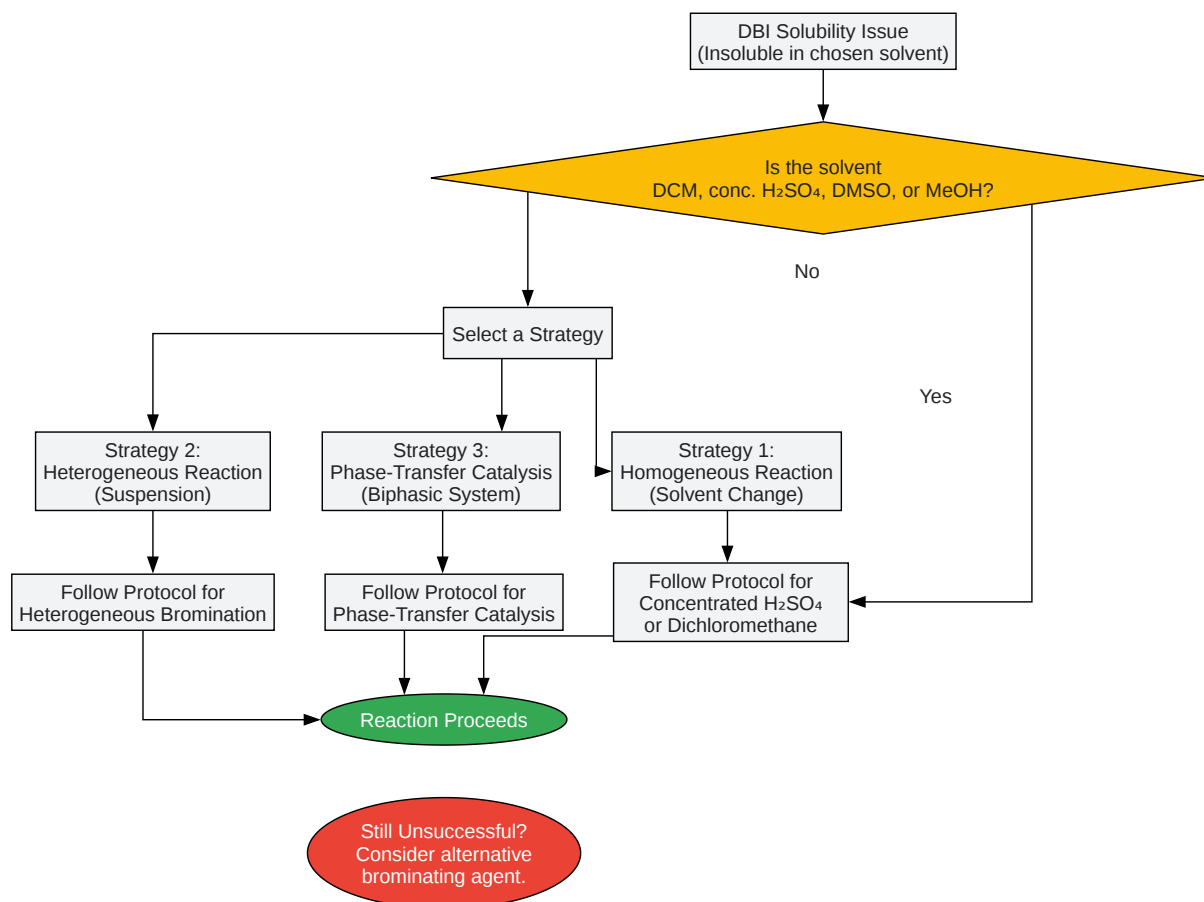 DBI Solubility Issue
(Insoluble in chosen solvent)
Is the solvent
DCM, conc. H₂SO₄, DMSO, or MeOH?
No
Select a Strategy
Yes
Strategy 2:
Heterogeneous Reaction
(Suspension)
Strategy 3:
Phase-Transfer Catalysis
(Biphasic System)
Strategy 1:
Homogeneous Reaction
(Solvent Change)
Follow Protocol for
Heterogeneous Bromination
Follow Protocol for
Phase-Transfer Catalysis
Follow Protocol for
Concentrated H₂SO₄
or Dichloromethane
Reaction Proceeds
Still Unsuccessful?
Consider alternative
brominating agent.